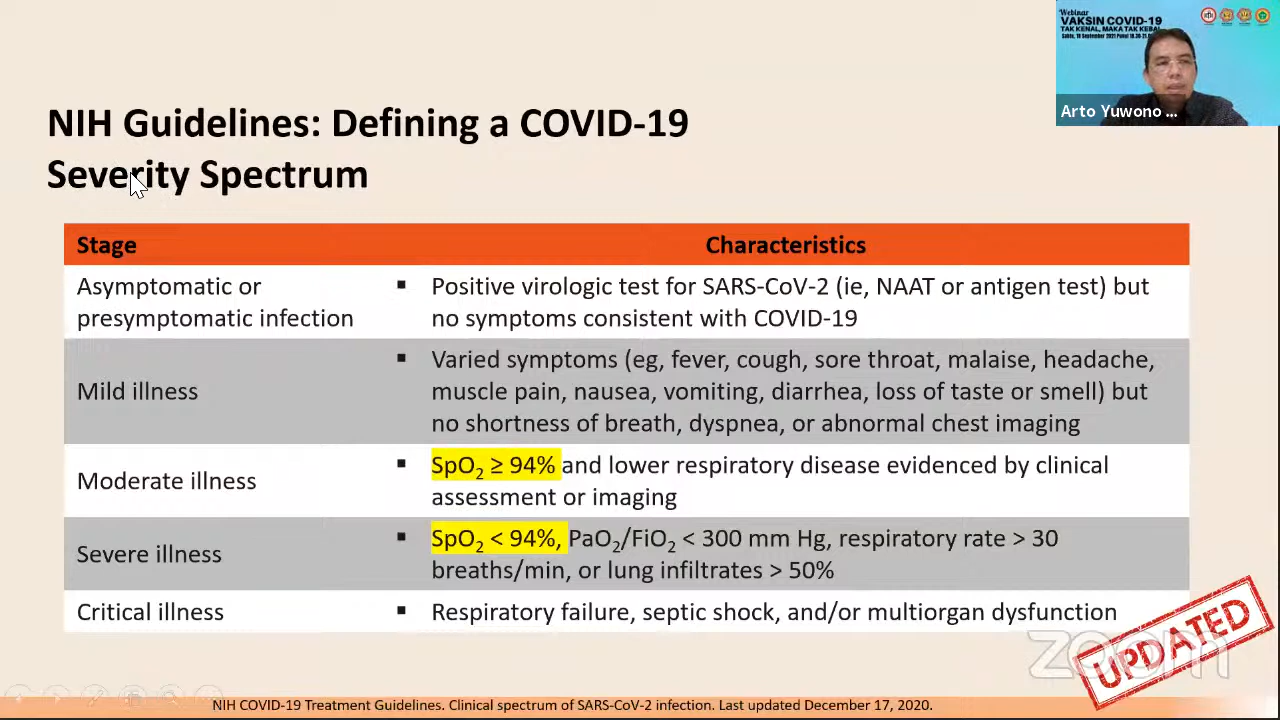 Webinar
VAKSIN COVID-19
TAK KENAL, MAKA TAK KEBAL
Arto Yuwono ...
NIH Guidelines: Defining a COVID-19
Severity Spectrum
Stage
Characteristics
Asymptomatic or
presymptomatic infection
▪ Positive virologic test for SARS-CoV-2 (ie, NAAT or antigen test) but
no symptoms consistent with COVID-19
Mild illness
▪ Varied symptoms (eg, fever, cough, sore throat, malaise, headache,
muscle pain, nausea, vomiting, diarrhea, loss of taste or smell) but
no shortness of breath, dyspnea, or abnormal chest imaging
Moderate illness
▪ SpO₂ ≥ 94% and lower respiratory disease evidenced by clinical
assessment or imaging
Severe illness
▪ SpO₂ < 94%, PaO₂/FiO₂ < 300 mm Hg, respiratory rate > 30
breaths/min, or lung infiltrates > 50%
Critical illness
▪ Respiratory failure, septic shock, and/or multiorgan dysfunction
UPDATED
zoom
NIH COVID-19 Treatment Guidelines. Clinical spectrum of SARS-CoV-2 infection. Last updated December 17, 2020.